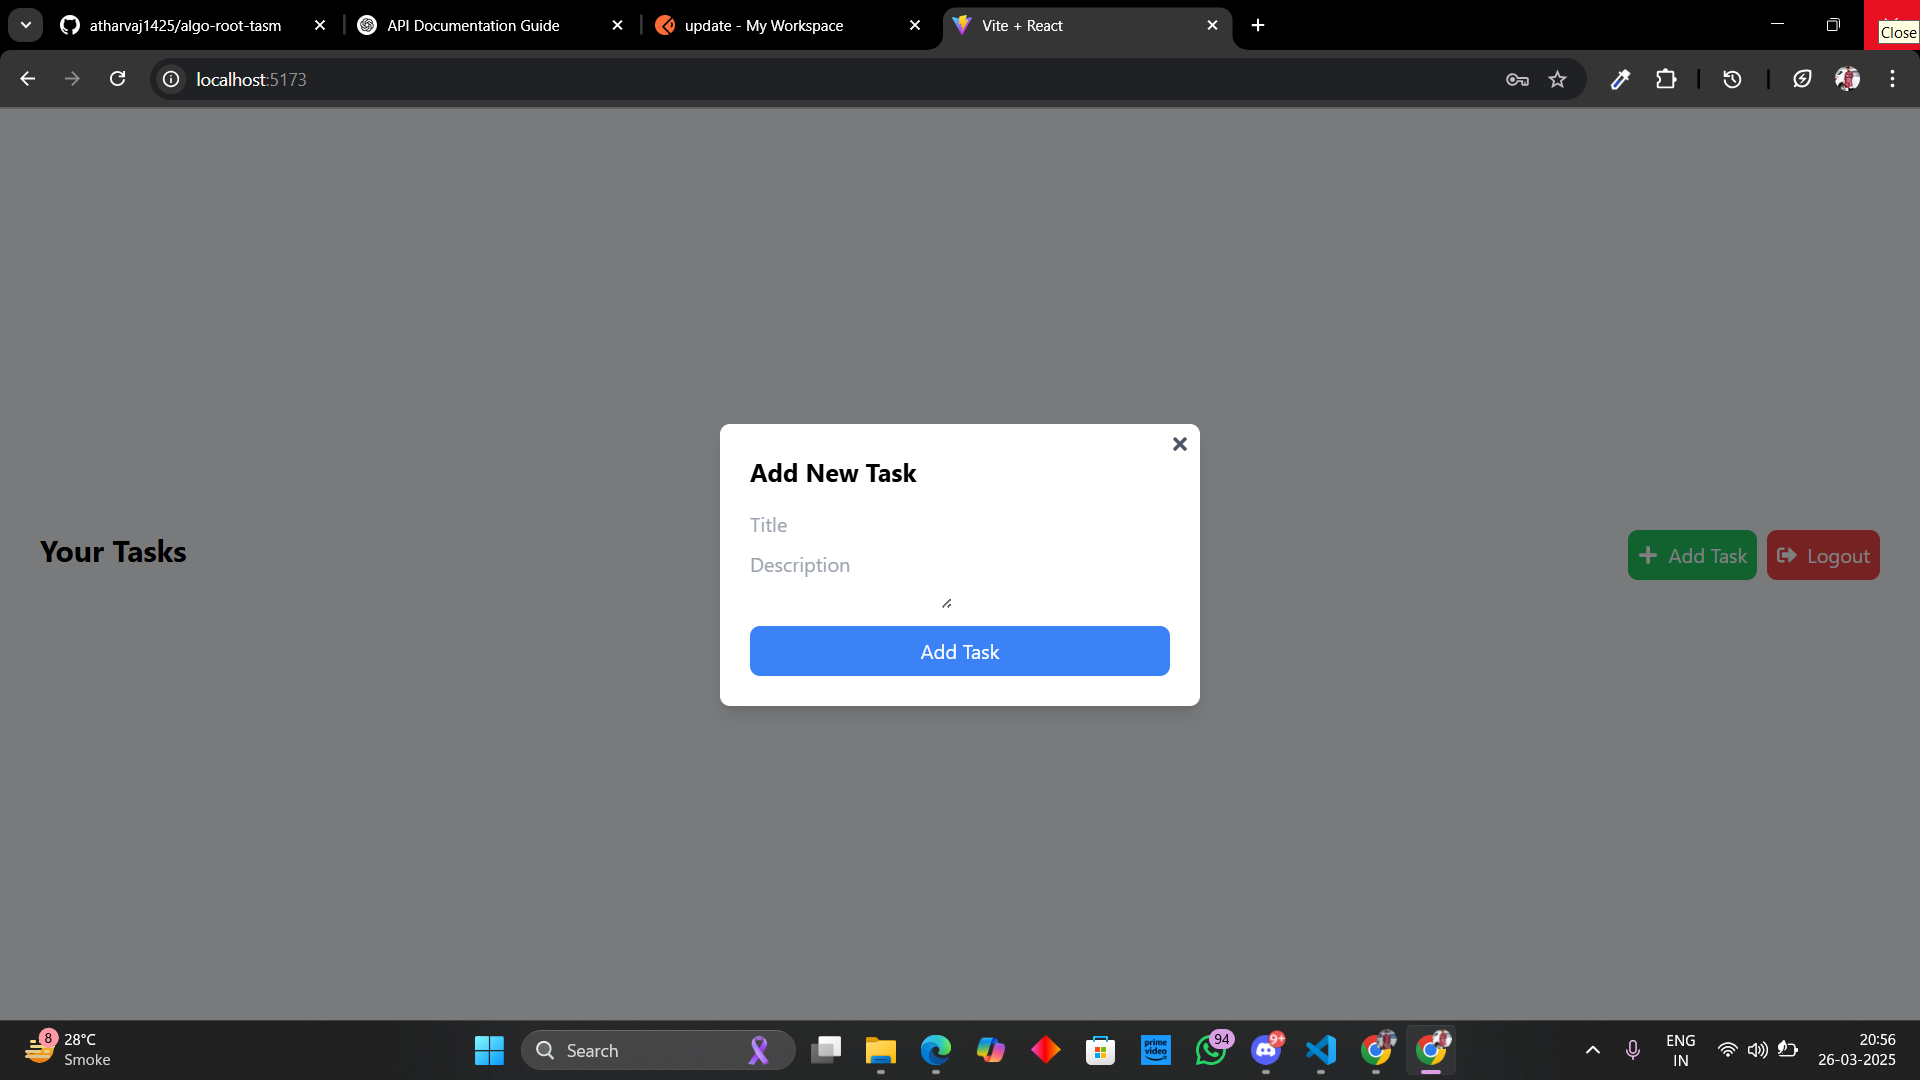 atharvaj1425/algo-root-tasm
API Documentation Guide
update - My Workspace
Vite + React
Close
localhost:5173
Add New Task
Title
Description
Add Task
Your Tasks
Add Task
Logout
8
28°C
Smoke
Search
prime video
94
9+
ENG
IN
20:56
26-03-2025